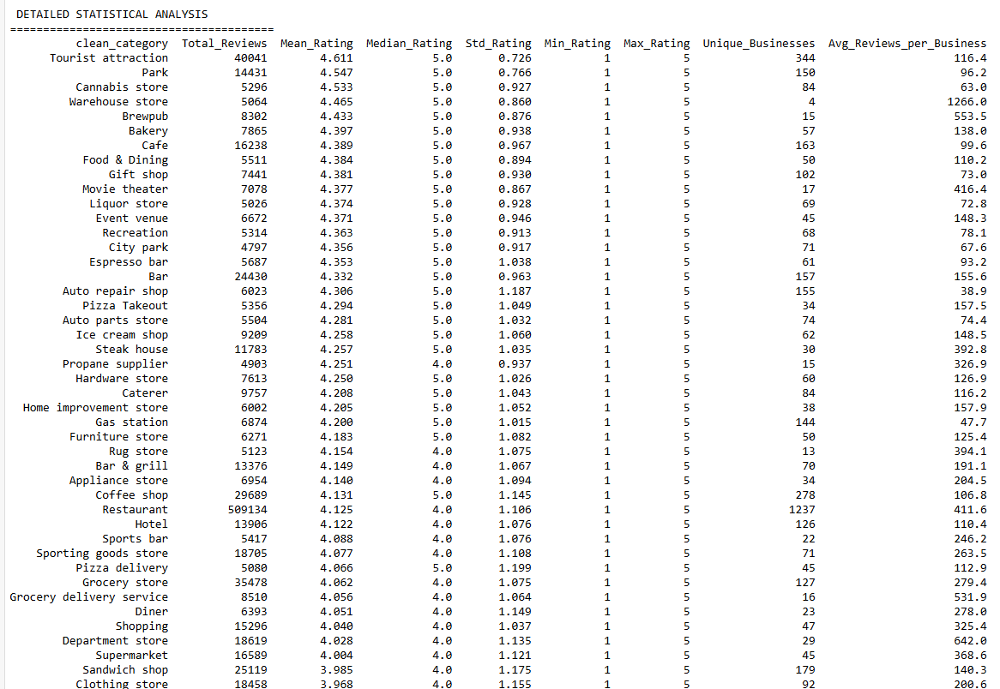 DETAILED STATISTICAL ANALYSIS
========================================
clean_category Total_Reviews Mean_Rating Median_Rating Std_Rating Min_Rating Max_Rating Unique_Businesses Avg_Reviews_per_Business
Tourist attraction 40041 4.611 5.0 0.726 1 5 344 116.4
Park 14431 4.547 5.0 0.766 1 5 150 96.2
Cannabis store 5296 4.533 5.0 0.927 1 5 84 63.0
Warehouse store 5064 4.465 5.0 0.860 1 5 4 1266.0
Brewpub 8302 4.433 5.0 0.876 1 5 15 553.5
Bakery 7865 4.397 5.0 0.938 1 5 57 138.0
Cafe 16238 4.389 5.0 0.967 1 5 163 99.6
Food & Dining 5511 4.384 5.0 0.894 1 5 50 110.2
Gift shop 7441 4.381 5.0 0.930 1 5 102 73.0
Movie theater 7078 4.377 5.0 0.867 1 5 17 416.4
Liquor store 5026 4.374 5.0 0.928 1 5 69 72.8
Event venue 6672 4.371 5.0 0.946 1 5 45 148.3
Recreation 5314 4.363 5.0 0.913 1 5 68 78.1
City park 4797 4.356 5.0 0.917 1 5 71 67.6
Espresso bar 5687 4.353 5.0 1.038 1 5 61 93.2
Bar 24430 4.332 5.0 0.963 1 5 157 155.6
Auto repair shop 6023 4.306 5.0 1.187 1 5 155 38.9
Pizza Takeout 5356 4.294 5.0 1.049 1 5 34 157.5
Auto parts store 5504 4.281 5.0 1.032 1 5 74 74.4
Ice cream shop 9209 4.258 5.0 1.060 1 5 62 148.5
Steak house 11783 4.257 5.0 1.035 1 5 30 392.8
Propane supplier 4903 4.251 4.0 0.937 1 5 15 326.9
Hardware store 7613 4.250 5.0 1.026 1 5 60 126.9
Caterer 9757 4.208 5.0 1.043 1 5 84 116.2
Home improvement store 6002 4.205 5.0 1.052 1 5 38 157.9
Gas station 6874 4.200 5.0 1.015 1 5 144 47.7
Furniture store 6271 4.183 5.0 1.082 1 5 50 125.4
Rug store 5123 4.154 4.0 1.075 1 5 13 394.1
Bar & grill 13376 4.149 4.0 1.067 1 5 70 191.1
Appliance store 6954 4.140 4.0 1.094 1 5 34 204.5
Coffee shop 29689 4.131 5.0 1.145 1 5 278 106.8
Restaurant 509134 4.125 4.0 1.106 1 5 1237 411.6
Hotel 13906 4.122 4.0 1.076 1 5 126 110.4
Sports bar 5417 4.088 4.0 1.076 1 5 22 246.2
Sporting goods store 18705 4.077 4.0 1.108 1 5 71 263.5
Pizza delivery 5080 4.066 5.0 1.199 1 5 45 112.9
Grocery store 35478 4.062 4.0 1.075 1 5 127 279.4
Grocery delivery service 8510 4.056 4.0 1.064 1 5 16 531.9
Diner 6393 4.051 4.0 1.149 1 5 23 278.0
Shopping 15296 4.040 4.0 1.037 1 5 47 325.4
Department store 18619 4.028 4.0 1.135 1 5 29 642.0
Supermarket 16589 4.004 4.0 1.121 1 5 45 368.6
Sandwich shop 25119 3.985 4.0 1.175 1 5 179 140.3
Clothing store 18458 3.968 4.0 1.155 1 5 92 200.6